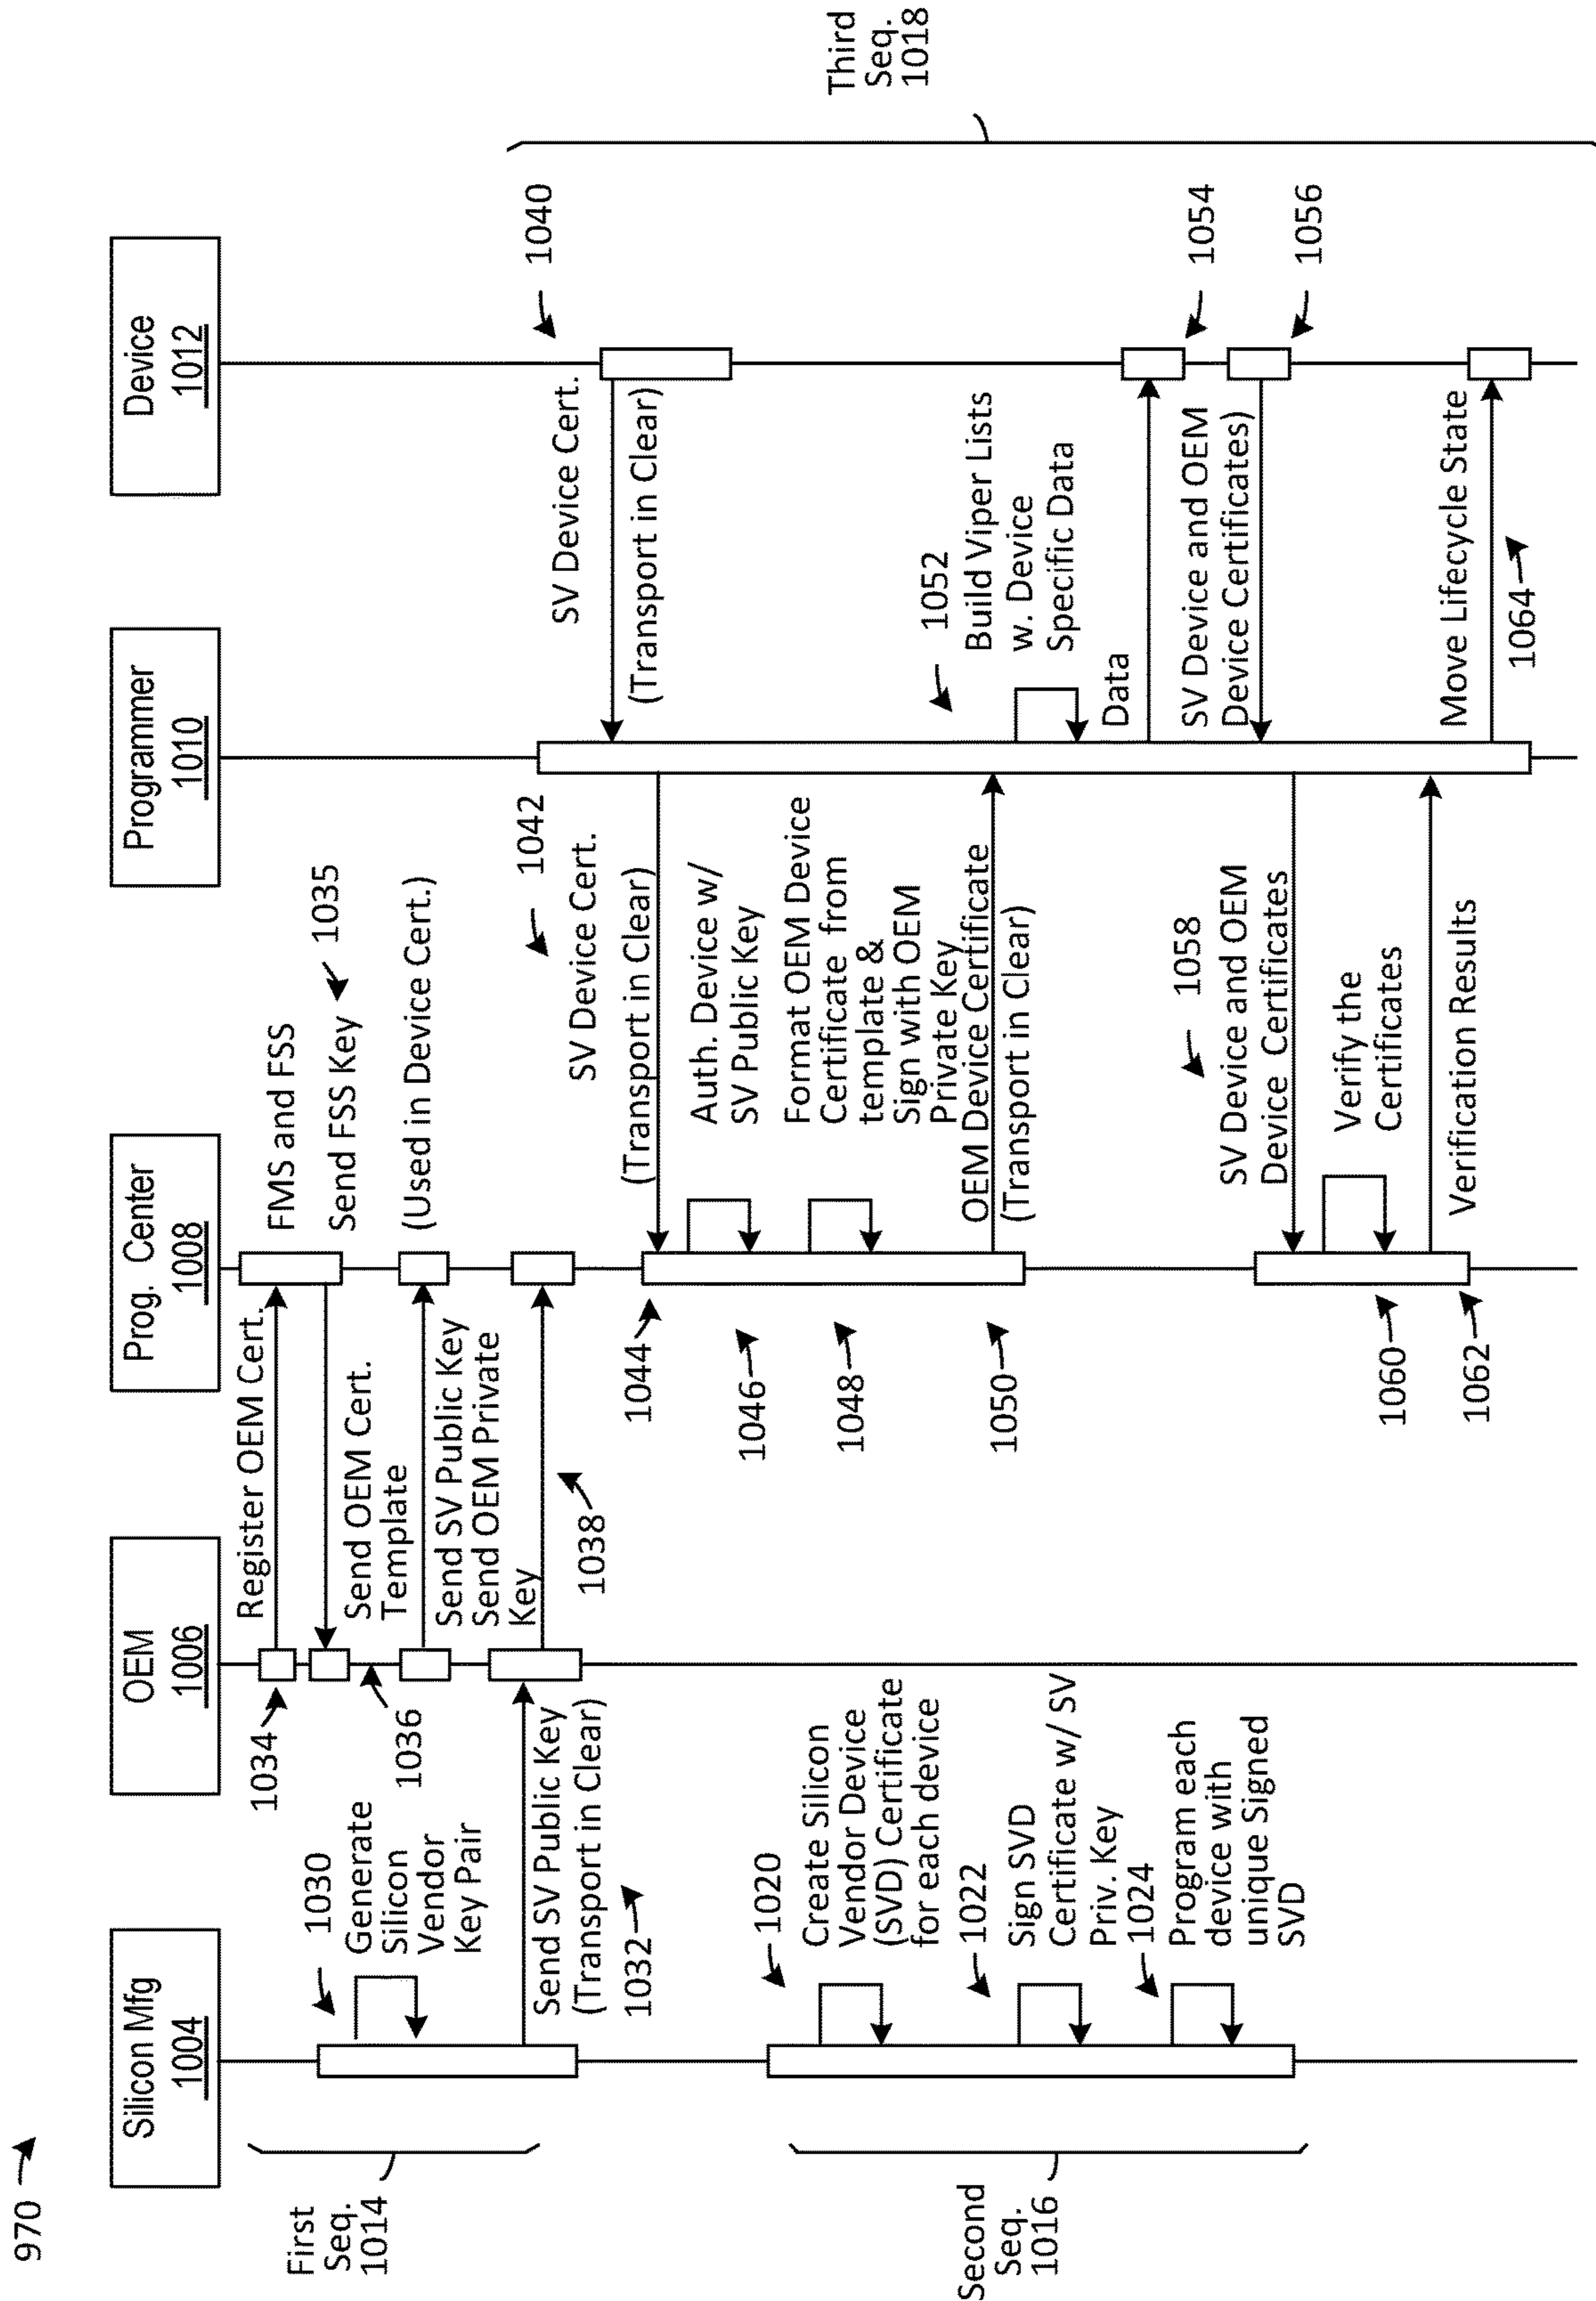 970
Silicon Mfg
1004
OEM
1006
Prog. Center
1008
Programmer
1010
Device
1012
First
Seq.
1014
1030
Generate
Silicon
Vendor
Key Pair
Send SV Public Key
(Transport in Clear)
1032
1034
Register OEM Cert.
FMS and FSS
Send FSS Key
1035
1036
Send OEM Cert.
Template
(Used in Device Cert.)
Send SV Public Key
Send OEM Private
Key
1038
Second
Seq.
1016
1020
Create Silicon
Vendor Device
(SVD) Certificate
for each device
1022
Sign SVD
Certificate w/ SV
Priv. Key
1024
Program each
device with
unique Signed
SVD
Third
Seq.
1018
1040
SV Device Cert.
(Transport in Clear)
1042
SV Device Cert.
(Transport in Clear)
1044
Auth. Device w/
SV Public Key
1046
Format OEM Device
Certificate from
template &
Sign with OEM
Private Key
1048
OEM Device Certificate
(Transport in Clear)
1050
1052
Build Viper Lists
w. Device
Specific Data
Data
1054
SV Device and OEM
Device Certificates)
1056
1058
SV Device and OEM
Device Certificates
Verify the
Certificates
1060
Verification Results
1062
Move Lifecycle State
1064